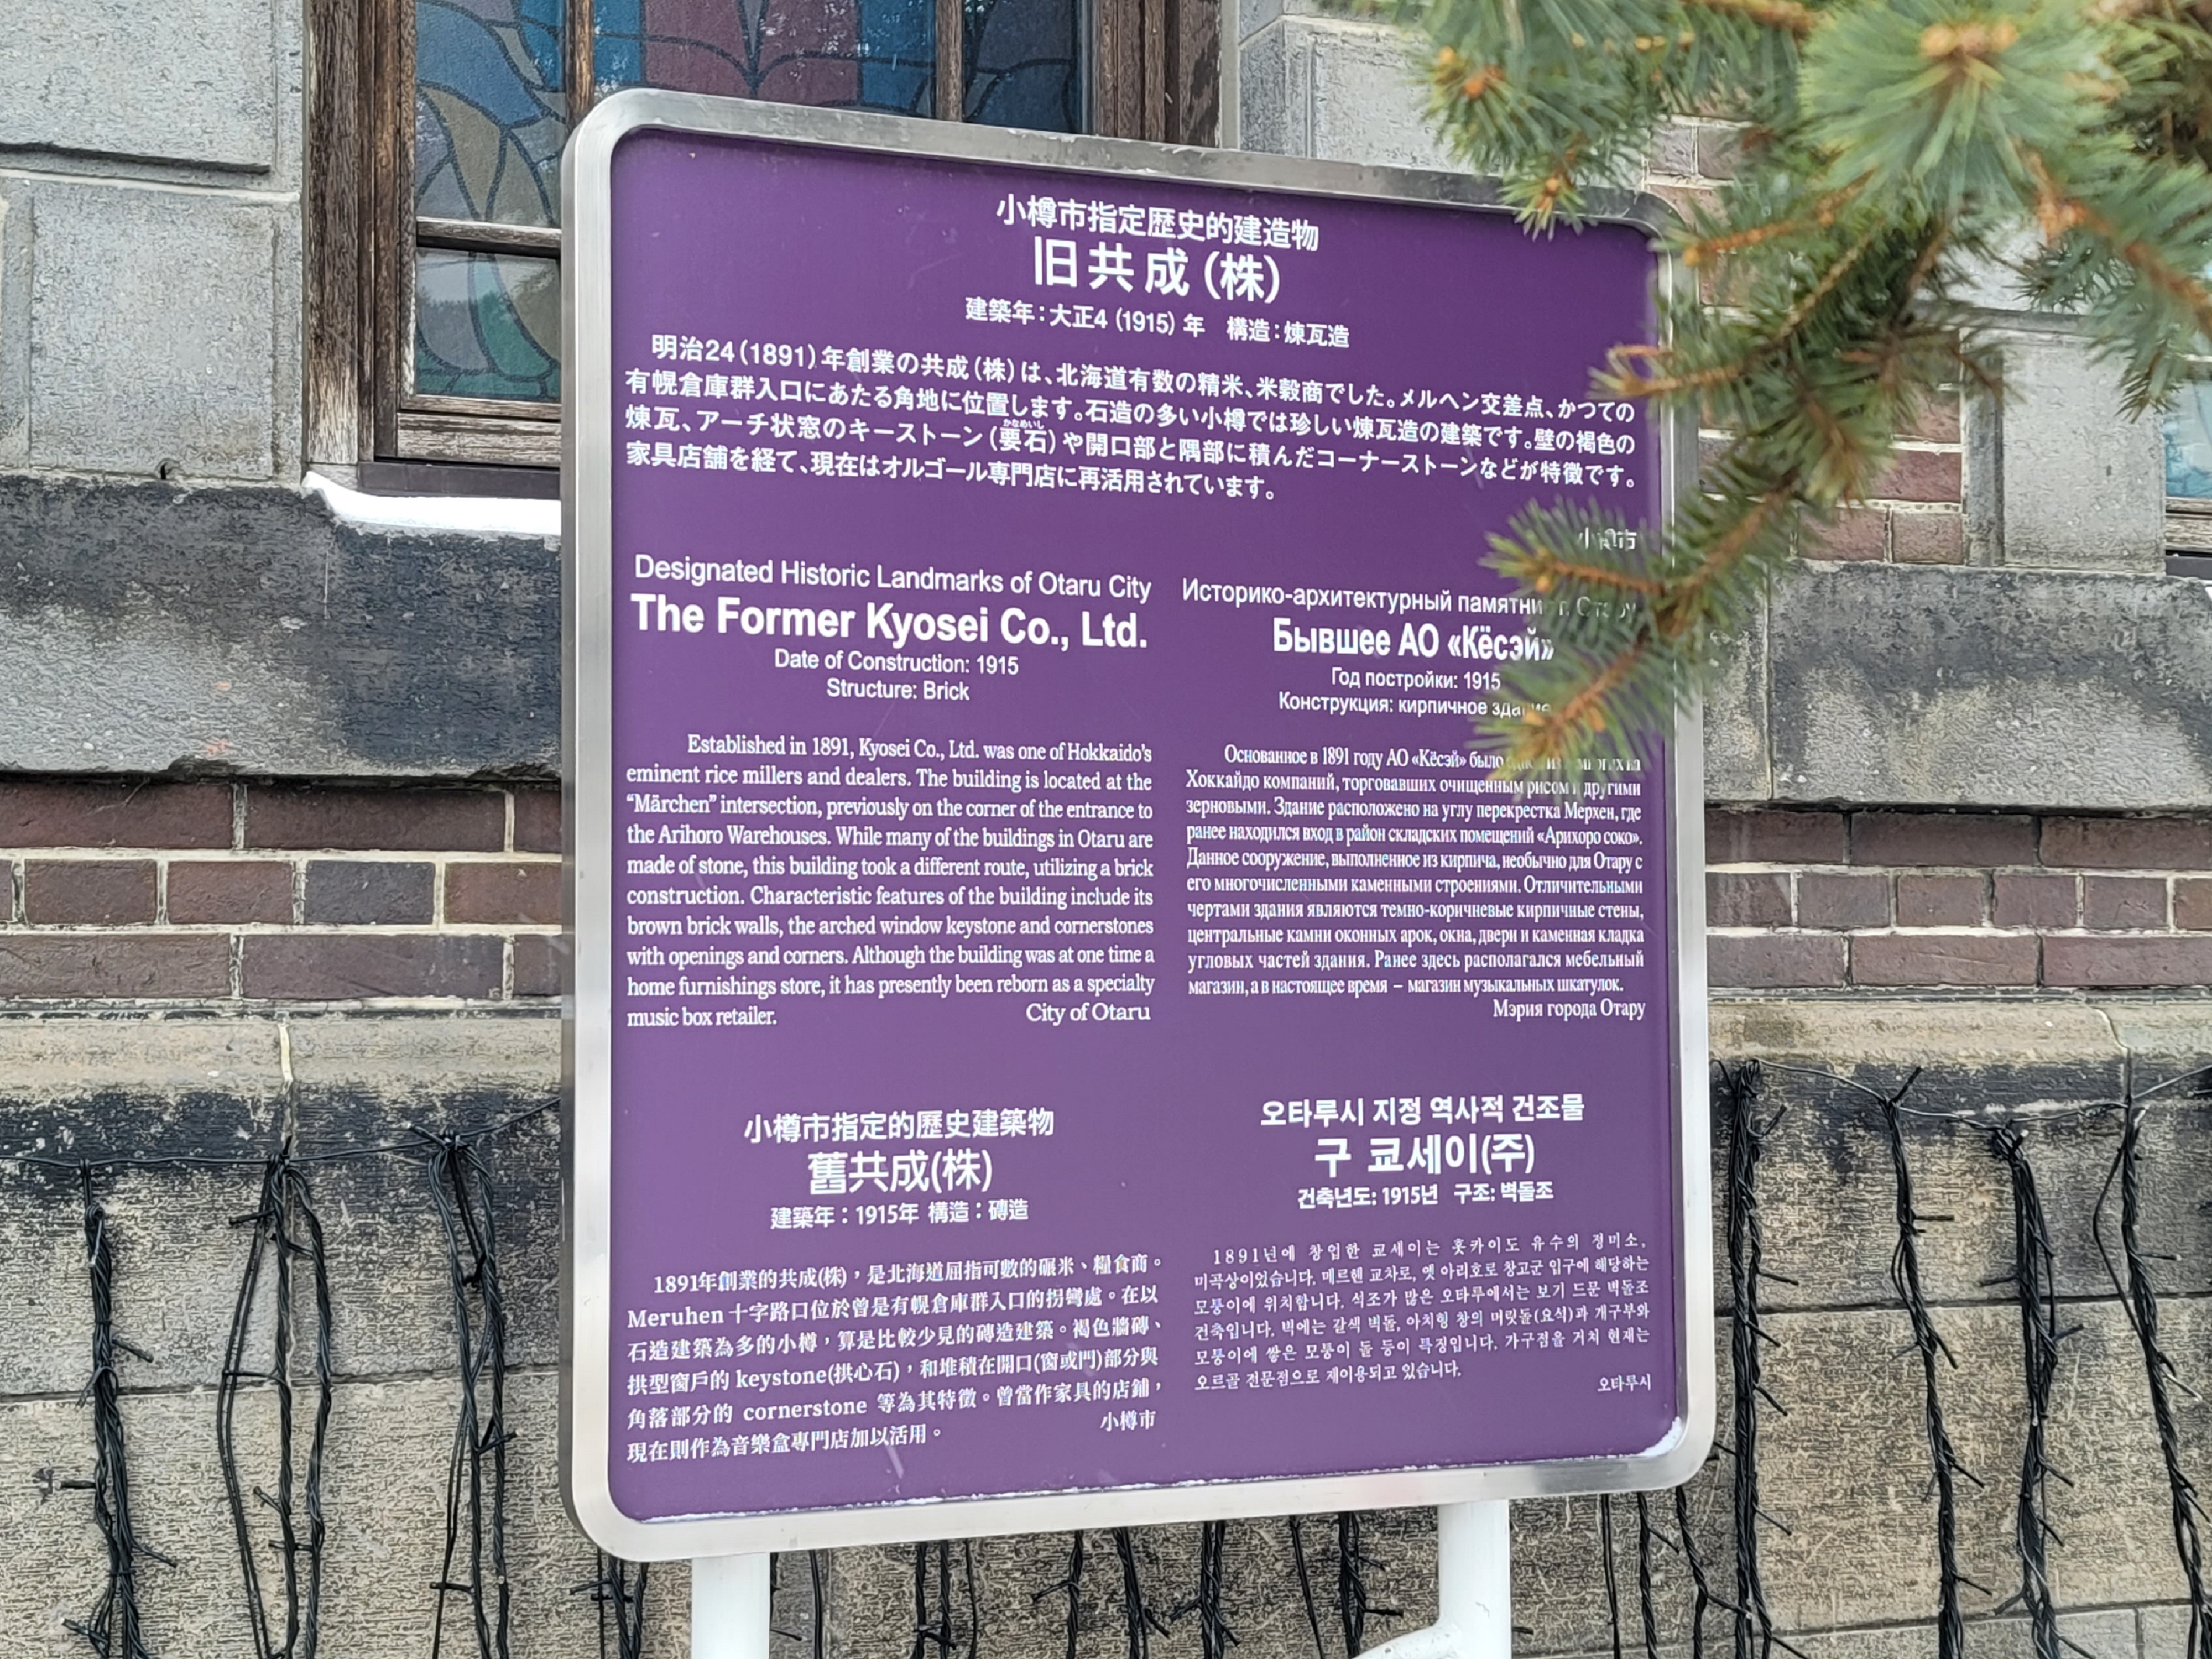 小樽市指定歴史的建造物
旧共成(株)
建築年：大正4 (1915) 年　構造：煉瓦造
明治24(1891)年創業の共成(株)は、北海道有数の精米、米穀商でした。メルヘン交差点、かつての
有幌倉庫群入口にあたる角地に位置します。石造の多い小樽では珍しい煉瓦造の建築です。壁の褐色の
煉瓦、アーチ状窓のキーストーン(要石)や開口部と隅部に積んだコーナーストーンなどが特徴です。
かなめいし
家具店舗を経て、現在はオルゴール専門店に再活用されています。
小樽市
Designated Historic Landmarks of Otaru City
The Former Kyosei Co., Ltd.
Date of Construction: 1915
Structure: Brick
Established in 1891, Kyosei Co., Ltd. was one of Hokkaido's
eminent rice millers and dealers. The building is located at the
“Märchen” intersection, previously on the corner of the entrance to
the Arihoro Warehouses. While many of the buildings in Otaru are
made of stone, this building took a different route, utilizing a brick
construction. Characteristic features of the building include its
brown brick walls, the arched window keystone and cornerstones
with openings and corners. Although the building was at one time a
home furnishings store, it has presently been reborn as a specialty
music box retailer.
City of Otaru
Историко-архитектурный памятник г. Отару
Бывшее АО «Кёсэй»
Год постройки: 1915
Конструкция: кирпичное здание
Основанное в 1891 году АО «Кёсэй» было на
Хоккайдо компаний, торговавших очищенным рисом и другими
зерновыми. Здание расположено на углу перекрестка Мерхен, где
ранее находился вход в район складских помещений «Арихоро соко».
Данное сооружение, выполненное из кирпича, необычно для Отару с
его многочисленными каменными строениями. Отличительными
чертами здания являются темно-коричневые кирпичные стены,
центральные камни оконных арок, окна, двери и каменная кладка
угловых частей здания. Ранее здесь располагался мебельный
магазин, а в настоящее время – магазин музыкальных шкатулок.
Мэрия города Отару
小樽市指定的歷史建築物
舊共成(株)
建築年：1915年 構造：磚造
1891年創業的共成(株)，是北海道屈指可數的碾米、糧食商。
Meruhen 十字路口位於曾是有幌倉庫群入口的拐彎處。在以
石造建築為多的小樽，算是比較少見的磚造建築。褐色牆磚、
拱型窗戶的 keystone(拱心石)，和堆積在開口(窗或門)部分與
角落部分的 cornerstone 等為其特徵。曾當作家具的店鋪，
現在則作為音樂盒專門店加以活用。
小樽市
오타루시 지정 역사적 건조물
구 쿄세이(주)
건축년도: 1915년 구조: 벽돌조
1891년에 창업한 쿄세이는 홋카이도 유수의 정미소,
미곡상이었습니다. 메르헨 교차로, 옛 아리호로 창고군 입구에 해당하는
모퉁이에 위치합니다. 석조가 많은 오타루에서는 보기 드문 벽돌조
건축입니다. 벽에는 갈색 벽돌, 아치형 창의 머릿돌(요석)과 개구부와
모퉁이에 쌓은 모퉁이 돌 등이 특징입니다. 가구점을 거치 현재는
오르골 전문점으로 재이용되고 있습니다.
오타루시